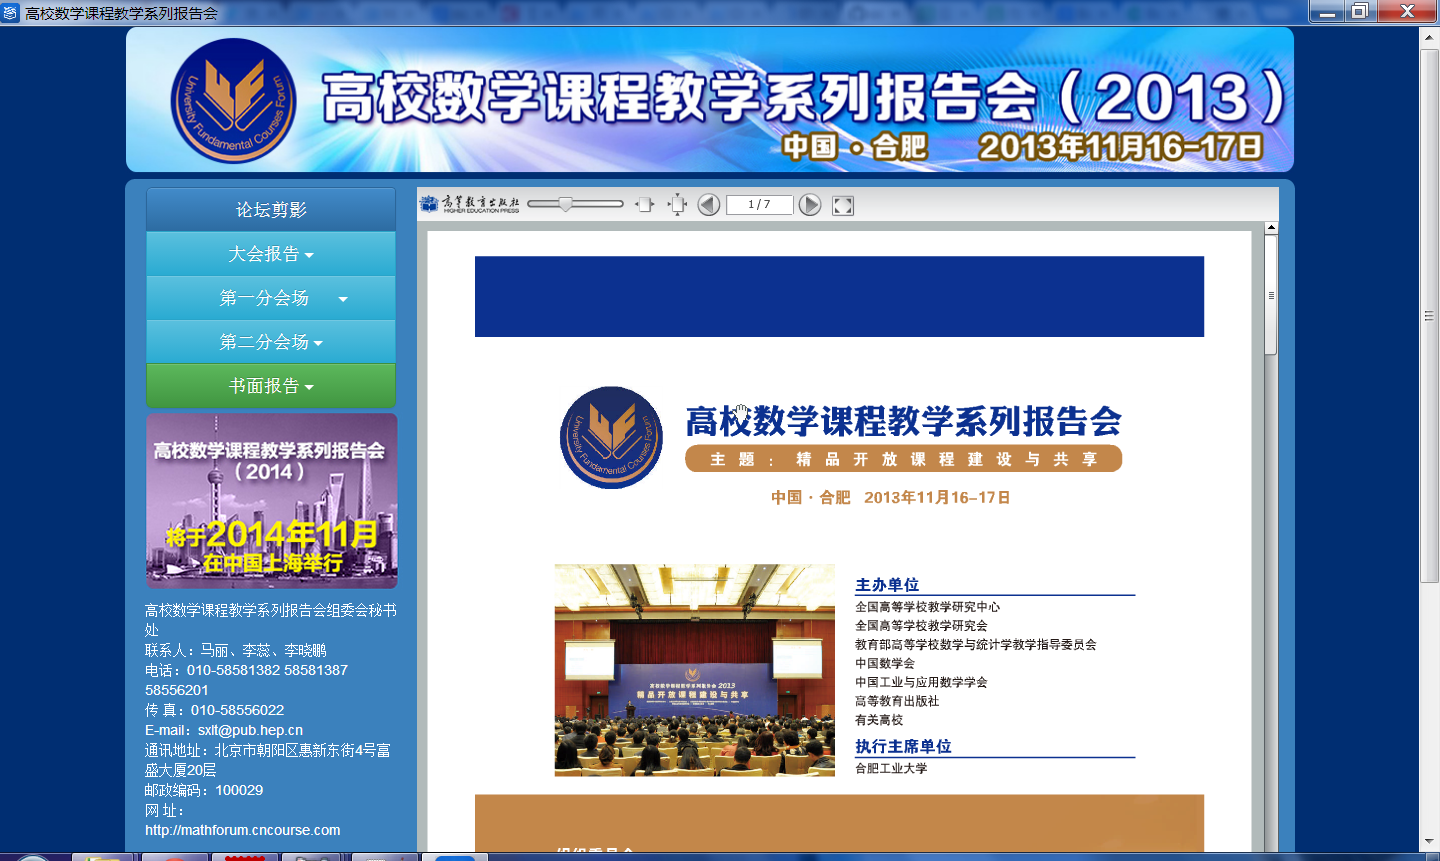 高校数学课程教学系列报告会
University Fundamental Courses Forum
高校数学课程教学系列报告会（2013）
中国·合肥 2013年11月16-17日
论坛剪影
大会报告
第一分会场
第二分会场
书面报告
高校数学课程教学系列报告会
（2014）
将于2014年11月
在中国上海举行
高校数学课程教学系列报告会组委会秘书
处
联系人：马丽、李蕊、李晓鹏
电话：010-58581382 58581387
58556201
传 真：010-58556022
E-mail：sxlt@pub.hep.cn
通讯地址：北京市朝阳区惠新东街4号富
盛大厦20层
邮政编码：100029
网 址：
http://mathforum.cncourse.com
高等教育出版社
HIGHER EDUCATION PRESS
1 / 7
University Fundamental Courses Forum
高校数学课程教学系列报告会
主题：精品开放课程建设与共享
中国·合肥 2013年11月16-17日
高校数学课程教学系列报告会 2013
精品开放课程建设与共享
主办单位
全国高等学校教学研究中心
全国高等学校教学研究会
教育部高等学校数学与统计学教学指导委员会
中国数学会
中国工业与应用数学学会
高等教育出版社
有关高校
执行主席单位
合肥工业大学